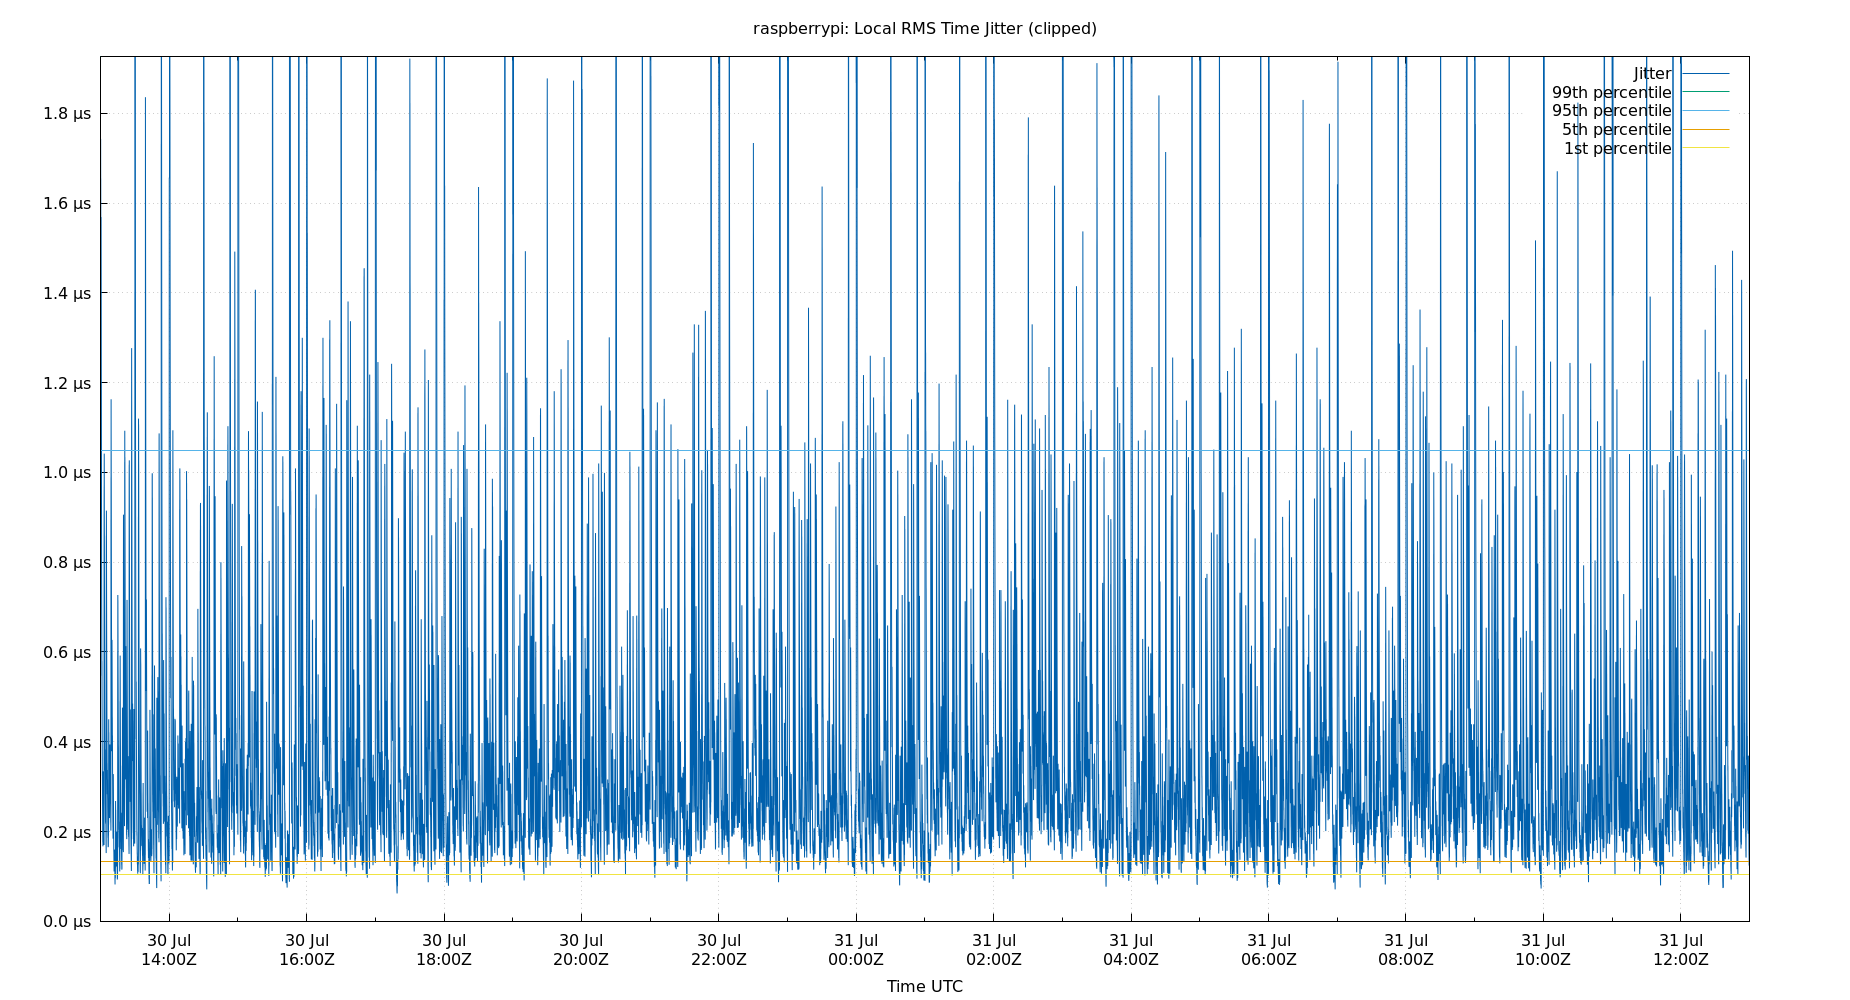 raspberrypi: Local RMS Time Jitter (clipped)
Jitter
99th percentile
95th percentile
5th percentile
1st percentile
1.8 µs
1.6 µs
1.4 µs
1.2 µs
1.0 µs
0.8 µs
0.6 µs
0.4 µs
0.2 µs
0.0 µs
30 Jul 30 Jul 30 Jul 30 Jul 30 Jul 31 Jul 31 Jul 31 Jul 31 Jul 31 Jul 31 Jul 31 Jul
14:00Z 16:00Z 18:00Z 20:00Z 22:00Z 00:00Z 02:00Z 04:00Z 06:00Z 08:00Z 10:00Z 12:00Z
Time UTC